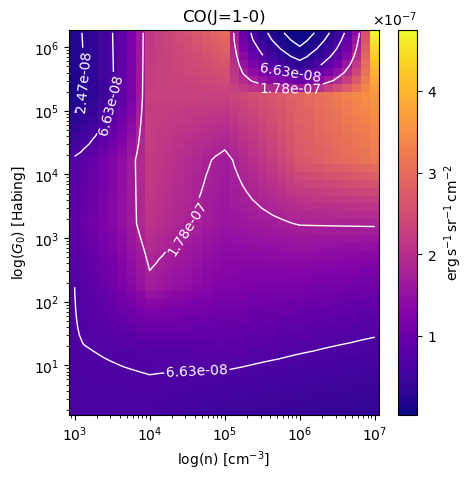 CO(J=1-0)
×10⁻⁷
10⁶
10⁵
10⁴
10³
10²
10¹
log(G₀) [Habing]
2.47e-08
6.63e-08
6.63e-08
1.78e-07
1.78e-07
6.63e-08
10³
10⁴
10⁵
10⁶
10⁷
log(n) [cm⁻³]
4
3
2
1
erg s⁻¹ sr⁻¹ cm⁻²